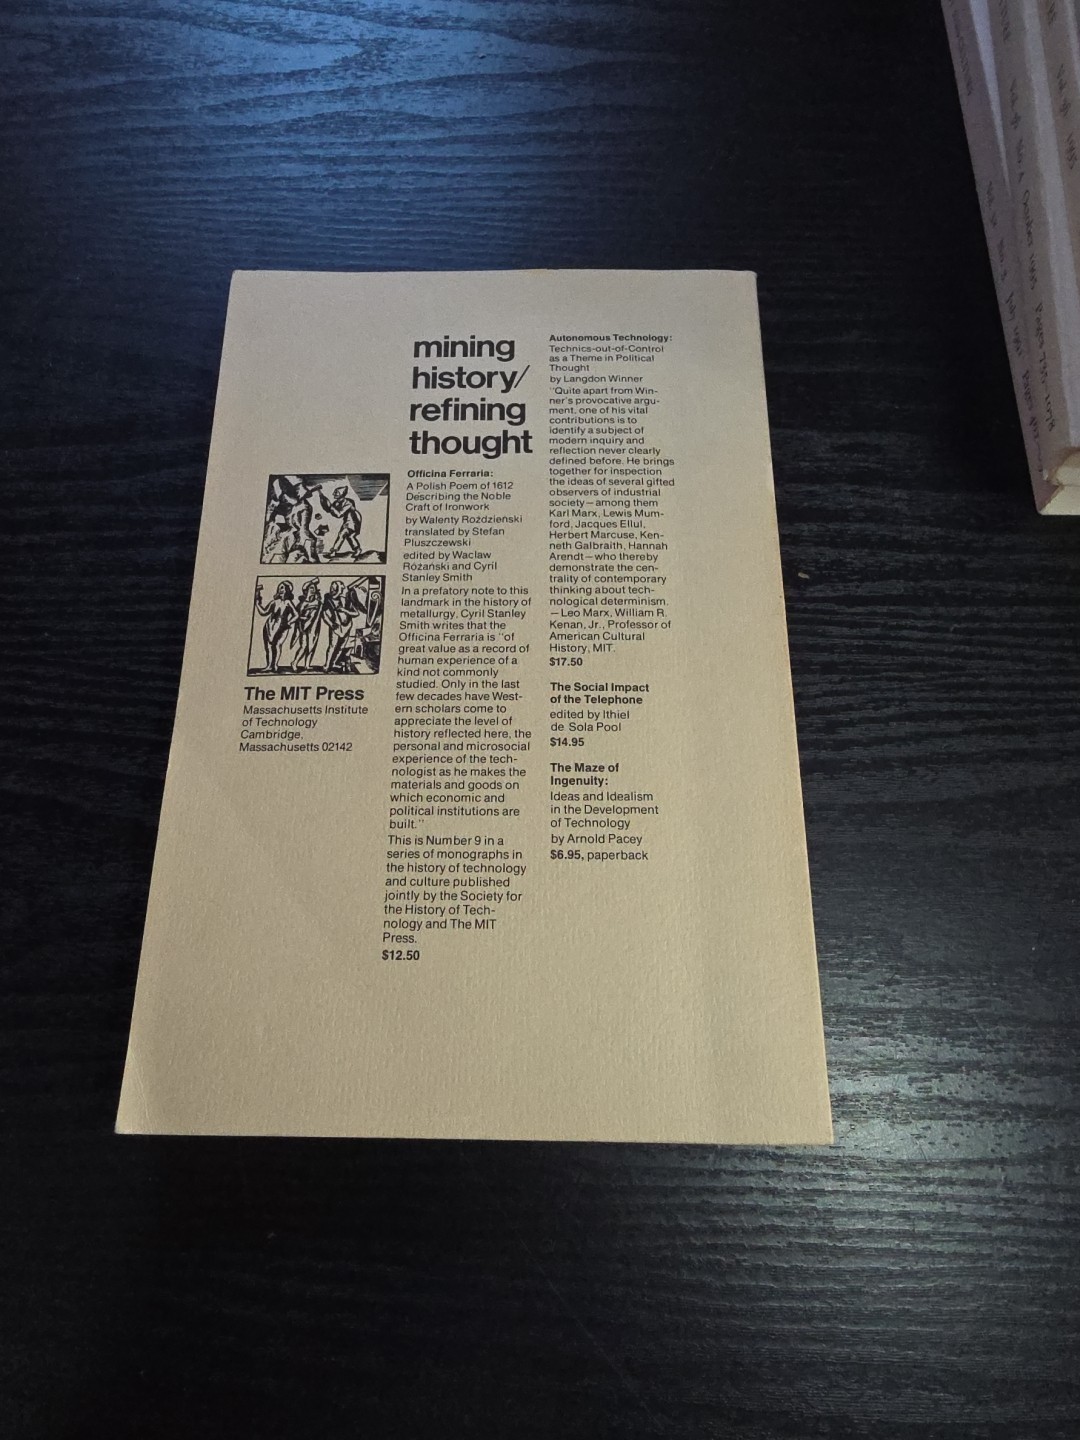 mining
history/
refining
thought
Officina Ferraria:
A Polish Poem of 1612
Describing the Noble
Craft of Ironwork
by Walenty Roździeński
translated by Stefan
Pluszczewski
edited by Wacław
Różański and Cyril
Stanley Smith
In a prefatory note to this
landmark in the history of
metallurgy, Cyril Stanley
Smith writes that the
Officina Ferraria is "of
great value as a record of
human experience of a
kind not commonly
studied. Only in the last
few decades have West-
ern scholars come to
appreciate the level of
history reflected here, the
personal and microsocial
experience of the tech-
nologist as he makes the
materials and goods on
which economic and
political institutions are
built."
This is Number 9 in a
series of monographs in
the history of technology
and culture published
jointly by the Society for
the History of Tech-
nology and The MIT
Press.
$12.50
Autonomous Technology:
Technics-out-of-Control
as a Theme in Political
Thought
by Langdon Winner
"Quite apart from Win-
ner's provocative argu-
ment, one of his vital
contributions is to
identify a subject of
modern inquiry and
reflection never clearly
defined before. He brings
together for inspection
the ideas of several gifted
observers of industrial
society—among them
Karl Marx, Lewis Mum-
ford, Jacques Ellul,
Herbert Marcuse, Ken-
neth Galbraith, Hannah
Arendt—who thereby
demonstrate the cen-
trality of contemporary
thinking about tech-
nological determinism.
—Leo Marx, William R.
Kenan, Jr., Professor of
American Cultural
History, MIT.
$17.50
The Social Impact
of the Telephone
edited by Ithiel
de Sola Pool
$14.95
The Maze of
Ingenuity:
Ideas and Idealism
in the Development
of Technology
by Arnold Pacey
$6.95, paperback
The MIT Press
Massachusetts Institute
of Technology
Cambridge,
Massachusetts 02142